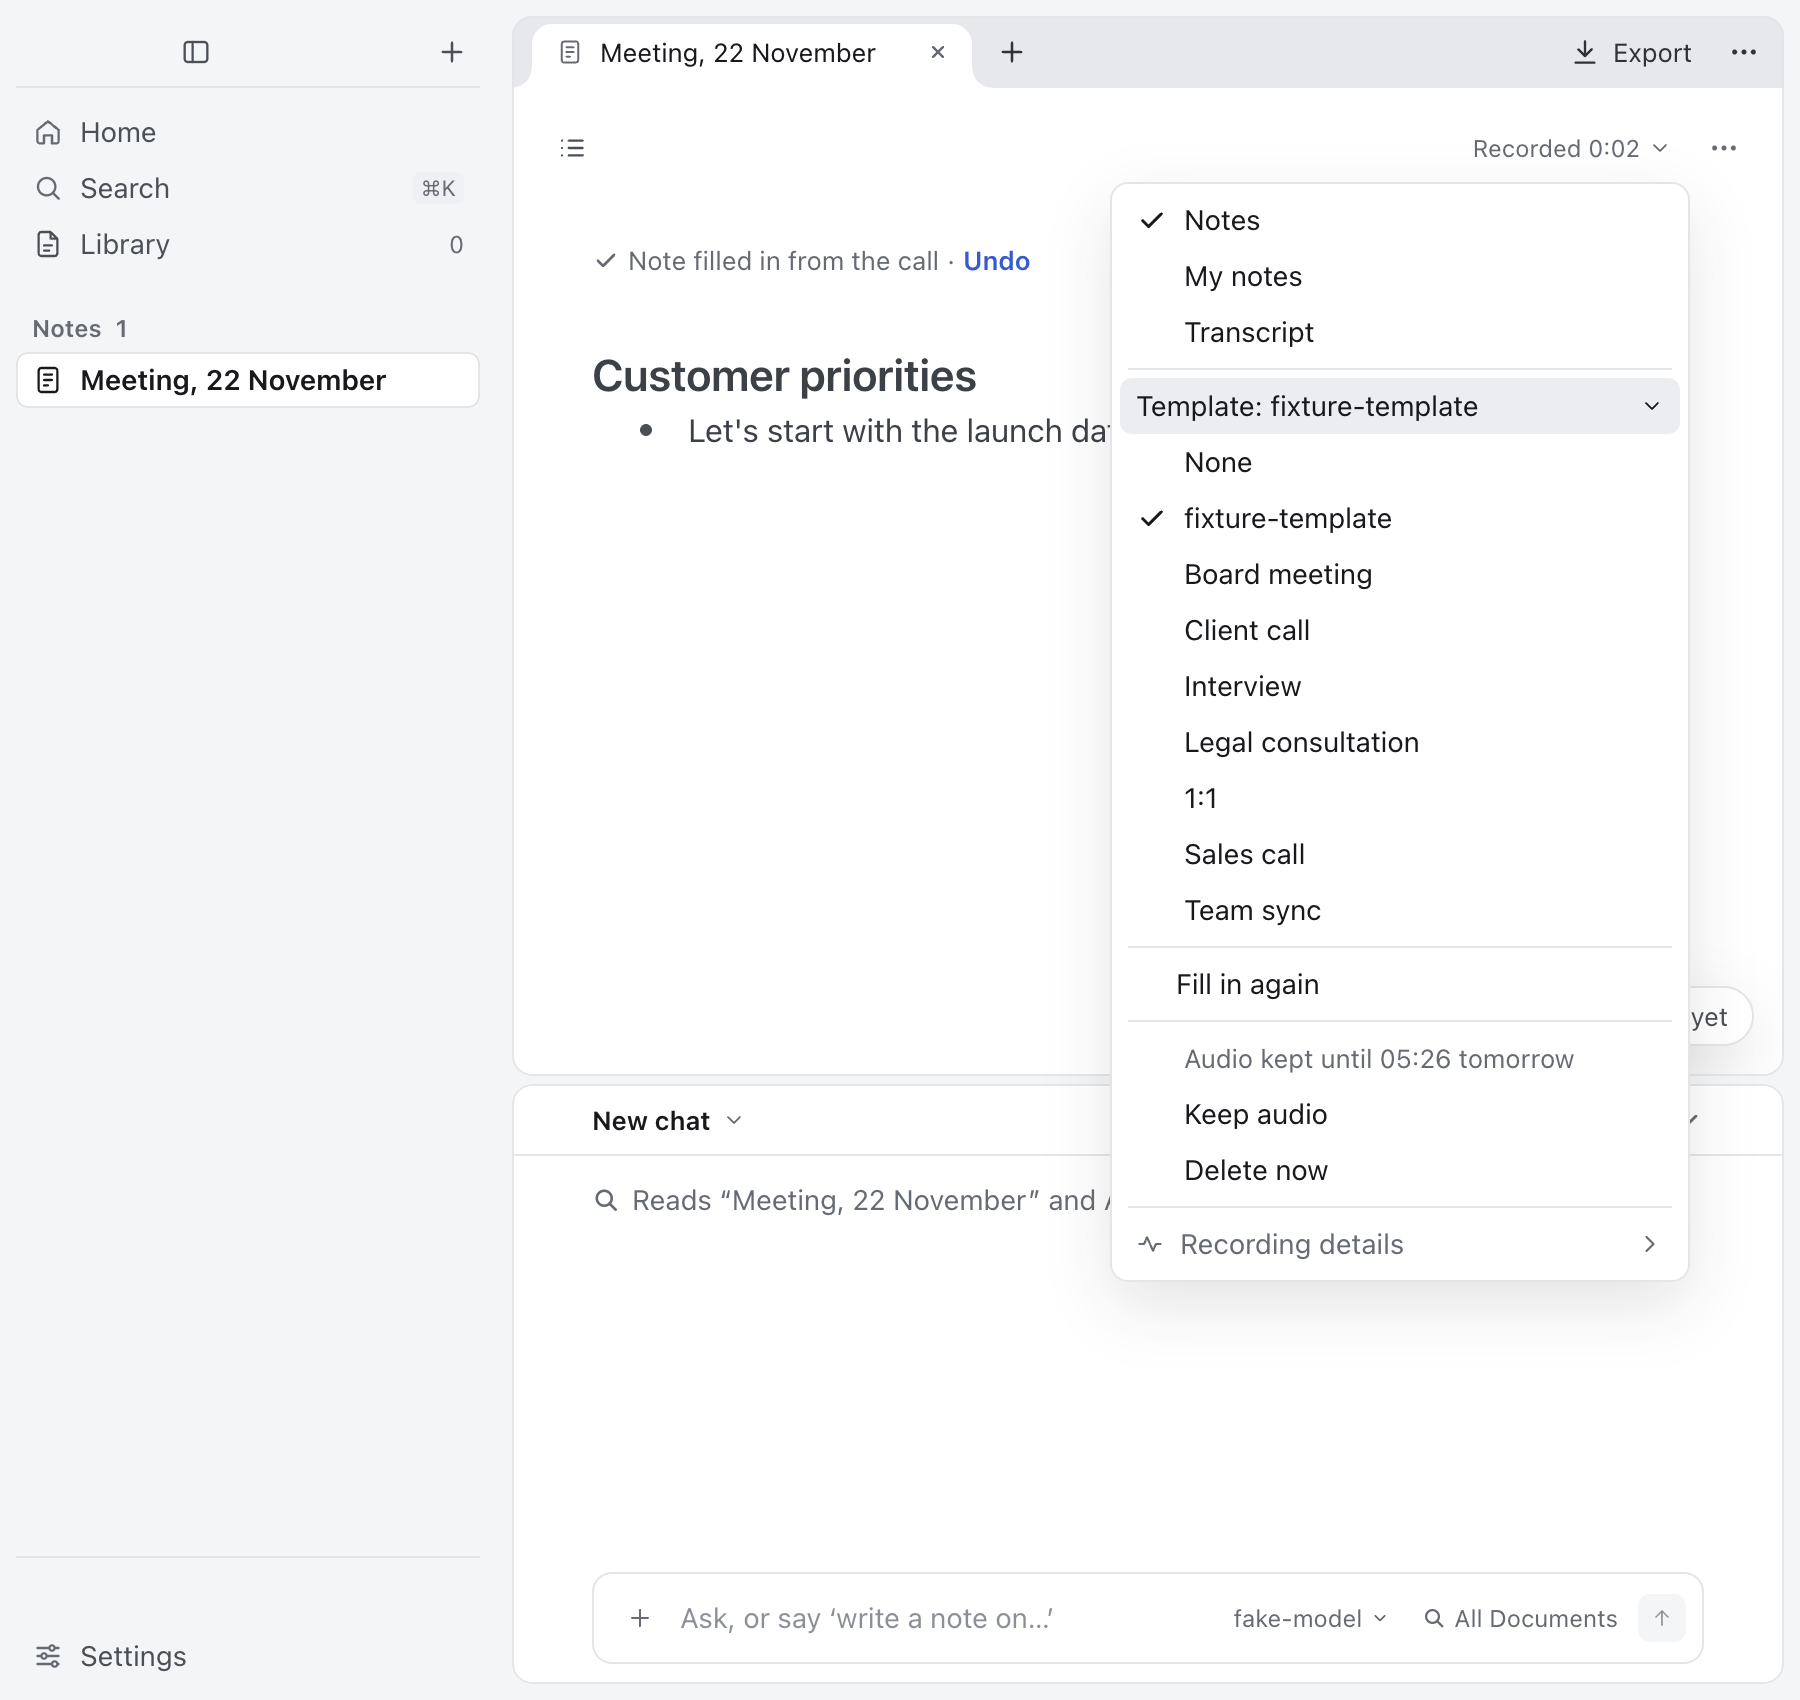 Meeting, 22 November
Export
Home
Search ⌘K
Library 0
Notes 1
Meeting, 22 November
Settings
Recorded 0:02
Note filled in from the call · Undo
Customer priorities
• Let's start with the launch
Notes
My notes
Transcript
Template: fixture-template
None
fixture-template
Board meeting
Client call
Interview
Legal consultation
1:1
Sales call
Team sync
Fill in again
Audio kept until 05:26 tomorrow
Keep audio
Delete now
Recording details
yet
New chat
Reads “Meeting, 22 November” and
Ask, or say ‘write a note on…’
fake-model
All Documents